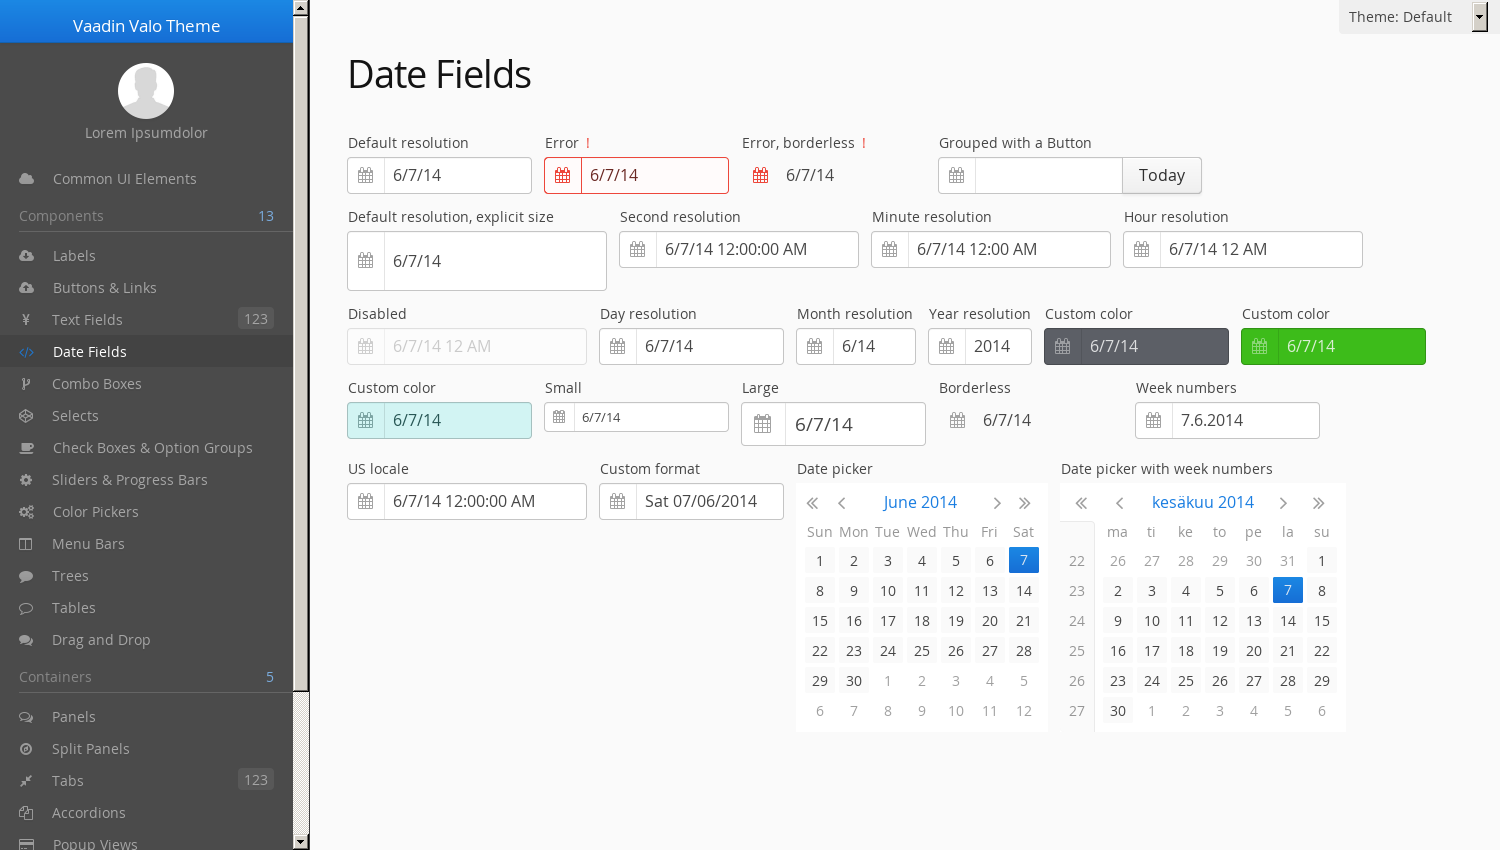 Vaadin Valo Theme
Lorem Ipsumdolor
Common UI Elements
Components 13
Labels
Buttons & Links
Text Fields 123
Date Fields
Combo Boxes
Selects
Check Boxes & Option Groups
Sliders & Progress Bars
Color Pickers
Menu Bars
Trees
Tables
Drag and Drop
Containers 5
Panels
Split Panels
Tabs 123
Accordions
Popup Views
Theme: Default
Date Fields
Default resolution Error ! Error, borderless ! Grouped with a Button
6/7/14 6/7/14 6/7/14 Today
Default resolution, explicit size Second resolution Minute resolution Hour resolution
6/7/14 6/7/14 12:00:00 AM 6/7/14 12:00 AM 6/7/14 12 AM
Disabled Day resolution Month resolution Year resolution Custom color Custom color
6/7/14 12 AM 6/7/14 6/14 2014 6/7/14 6/7/14
Custom color Small Large Borderless Week numbers
6/7/14 6/7/14 6/7/14 6/7/14 7.6.2014
US locale Custom format Date picker Date picker with week numbers
6/7/14 12:00:00 AM Sat 07/06/2014
June 2014
Sun Mon Tue Wed Thu Fri Sat
1 2 3 4 5 6 7
8 9 10 11 12 13 14
15 16 17 18 19 20 21
22 23 24 25 26 27 28
29 30 1 2 3 4 5
6 7 8 9 10 11 12
kesäkuu 2014
ma ti ke to pe la su
22 26 27 28 29 30 31 1
23 2 3 4 5 6 7 8
24 9 10 11 12 13 14 15
25 16 17 18 19 20 21 22
26 23 24 25 26 27 28 29
27 30 1 2 3 4 5 6